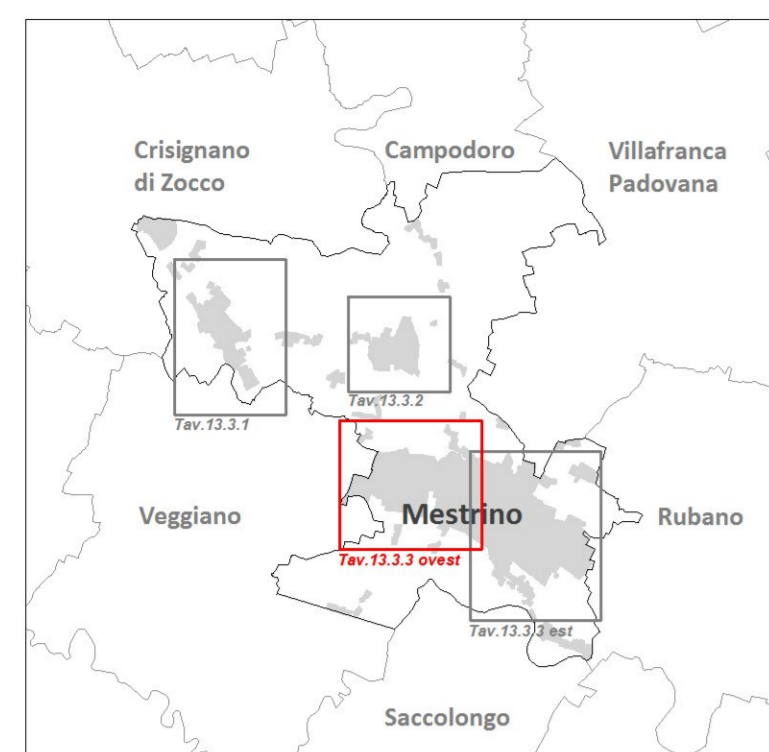 Crisignano
di Zocco
Campodoro
Villafranca
Padovana
Tav.13.3.1
Tav.13.3.2
Veggiano
Mestrino
Rubano
Tav.13.3.3 ovest
Tav.13.3.3 est
Saccolongo